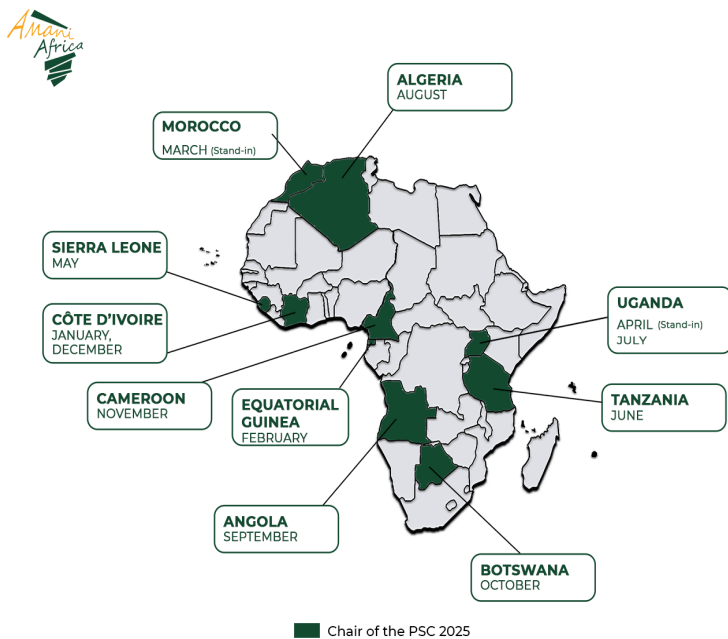 Amani
Africa
ALGERIA
AUGUST
MOROCCO
MARCH (Stand-in)
SIERRA LEONE
MAY
CÔTE D'IVOIRE
JANUARY,
DECEMBER
UGANDA
APRIL (Stand-in)
JULY
CAMEROON
NOVEMBER
EQUATORIAL
GUINEA
FEBRUARY
TANZANIA
JUNE
ANGOLA
SEPTEMBER
BOTSWANA
OCTOBER
Chair of the PSC 2025